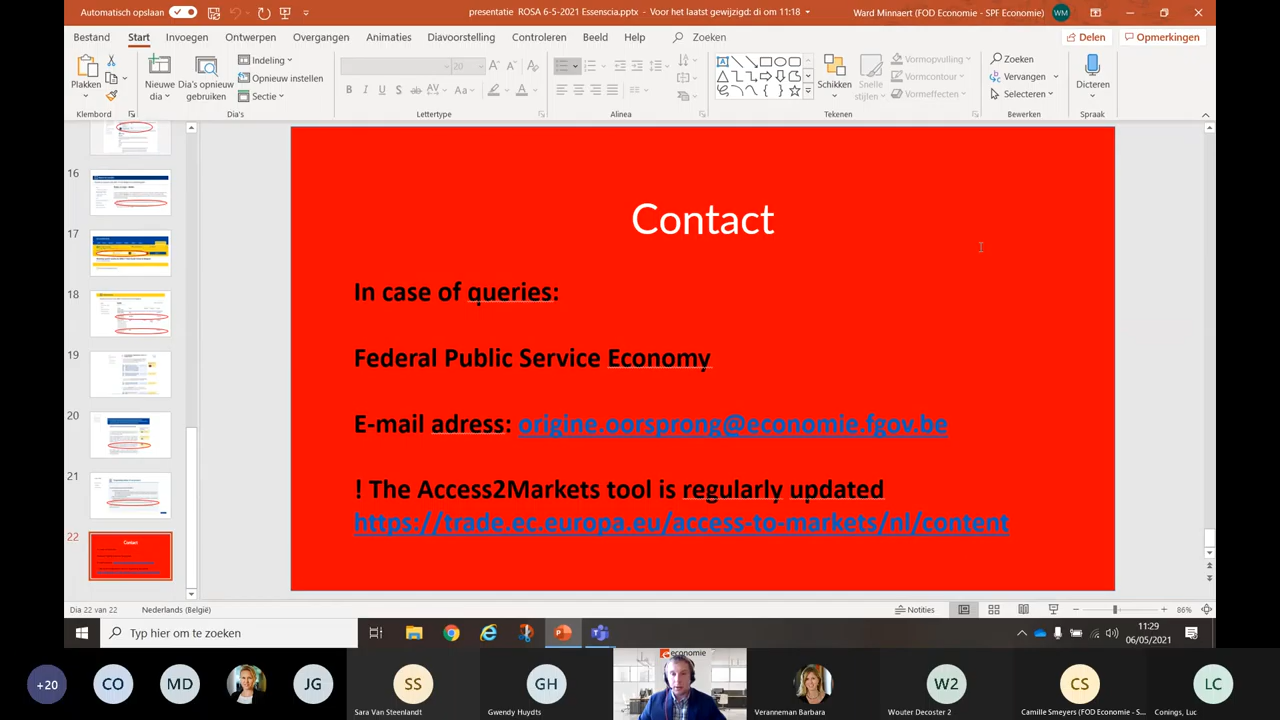 Automatisch opslaan
presentatie ROSA 6-5-2021 Essenscia.pptx - Voor het laatst gewijzigd: di om 11:18
Ward Minnaert (FOD Economie - SPF Economie)
WM
Bestand Start Invoegen Ontwerpen Overgangen Animaties Diavoorstelling Controleren Beeld Help Zoeken
Delen Opmerkingen
Plakken
Klembord
Nieuwe dia
Dia's opnieuw gebruiken
Indeling
Opnieuw instellen
Sectie
Dia's
20
Lettertype
Alinea
Schikken
Snelle stijlen
Vormopvulling
Vormcontour
Vormeffecten
Tekenen
Zoeken
Vervangen
Selecteren
Bewerken
Dicteren
Spraak
16
17
18
19
20
21
22
Contact
In case of queries:
Federal Public Service Economy
E-mail adress: origine.oorsprong@economie.fgov.be
! The Access2Markets tool is regularly updated
https://trade.ec.europa.eu/access-to-markets/nl/content
Dia 22 van 22 Nederlands (België)
Notities
86%
Typ hier om te zoeken
11:29
06/05/2021
economie
+20 CO MD JG SS GH W2 CS LC
Sara Van Steenlandt
Gwendy Huydts
Veranneman Barbara
Wouter Decoster 2
Camille Smeyers (FOD Economie - S...
Conings, Luc